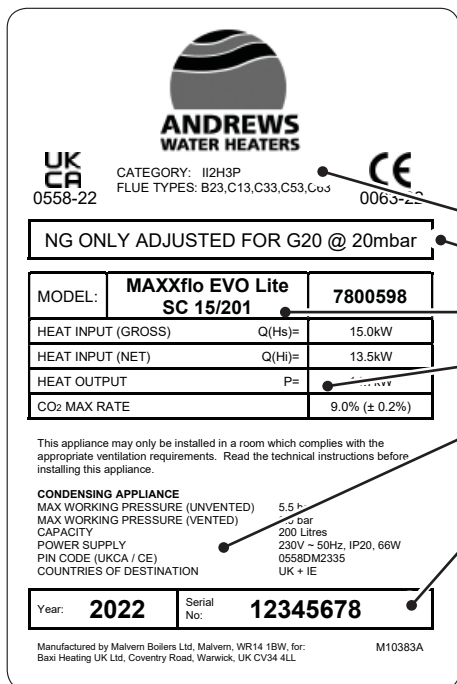 ANDREWS
WATER HEATERS
UK
CA
0558-22
CATEGORY: II2H3P
FLUE TYPES: B23,C13,C33,C53,C63
CE
0063-22
NG ONLY ADJUSTED FOR G20 @ 20mbar
MODEL: MAXXflo EVO Lite SC 15/201 7800598
HEAT INPUT (GROSS) Q(Hs)= 15.0kW
HEAT INPUT (NET) Q(Hi)= 13.5kW
HEAT OUTPUT P=
CO2 MAX RATE 9.0% (± 0.2%)
This appliance may only be installed in a room which complies with the
appropriate ventilation requirements. Read the technical instructions before
installing this appliance.
CONDENSING APPLIANCE
MAX WORKING PRESSURE (UNVENTED) 5.5
MAX WORKING PRESSURE (VENTED) bar
CAPACITY 200 Litres
POWER SUPPLY 230V ~ 50Hz, IP20, 66W
PIN CODE (UKCA / CE) 0558DM2335
COUNTRIES OF DESTINATION UK + IE
Year: 2022 Serial No: 12345678
Manufactured by Malvern Boilers Ltd, Malvern, WR14 1BW, for: M10383A
Baxi Heating UK Ltd, Coventry Road, Warwick, UK CV34 4LL